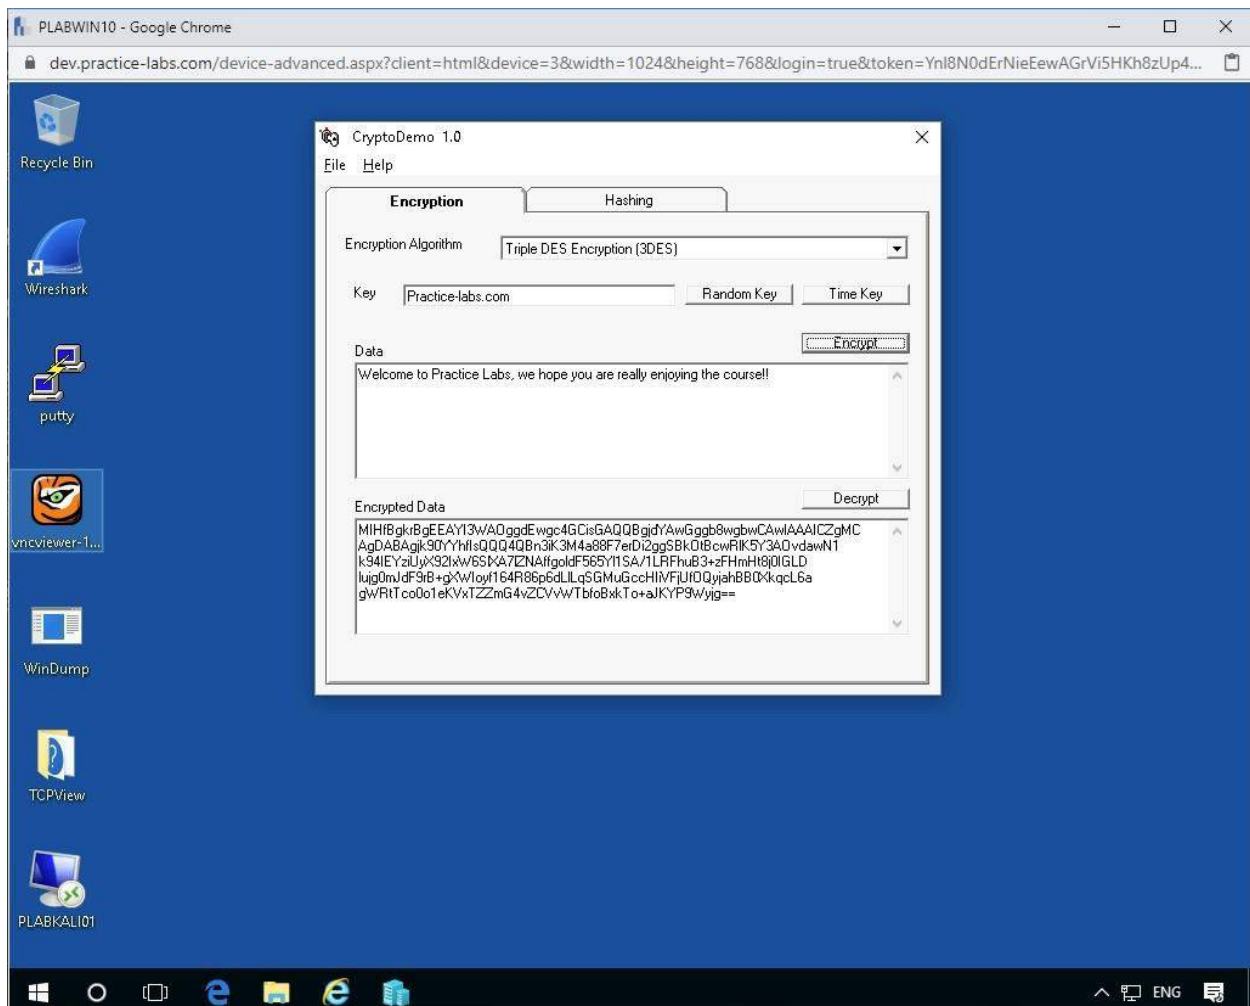 PLABWIN10 - Google Chrome
dev.practice-labs.com/device-advanced.aspx?client=html&device=3&width=1024&height=768&login=true&token=Ynl8N0dErNieEewAGrVi5HKh8zUp4...
Recycle Bin
Wireshark
putty
vncviewer-1...
WinDump
TCPView
PLABKALI01
CryptoDemo 1.0
File Help
Encryption Hashing
Encryption Algorithm Triple DES Encryption (3DES)
Key Practice-labs.com Random Key Time Key
Encrypt
Data
Welcome to Practice Labs, we hope you are really enjoying the course!!
Decrypt
Encrypted Data
ENG